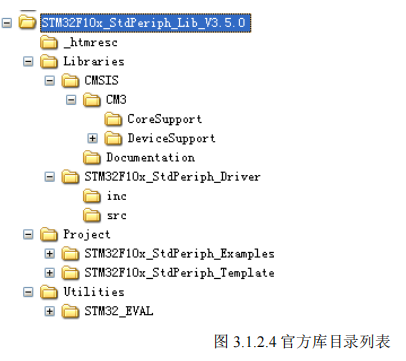 STM32F10x_StdPeriph_Lib_V3.5.0
_htmresc
Libraries
CMSIS
CM3
CoreSupport
DeviceSupport
Documentation
STM32F10x_StdPeriph_Driver
inc
src
Project
STM32F10x_StdPeriph_Examples
STM32F10x_StdPeriph_Template
Utilities
STM32_EVAL
图 3.1.2.4 官方库目录列表